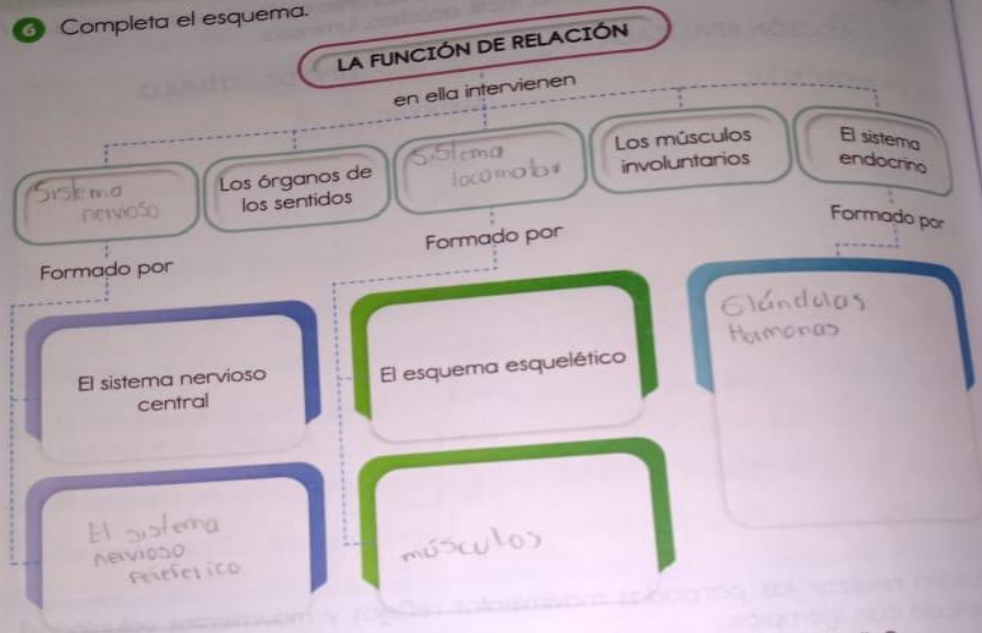 6 Completa el esquema.
LA FUNCIÓN DE RELACIÓN
en ella intervienen
Sistema
nervioso
Los órganos de
los sentidos
Sistema
locomotor
Los músculos
involuntarios
El sistema
endocrino
Formado por
Formado por
Formado por
El sistema nervioso
central
El esquema esquelético
Glándulas
Hormonas
El sistema
nervioso
Periferico
músculos